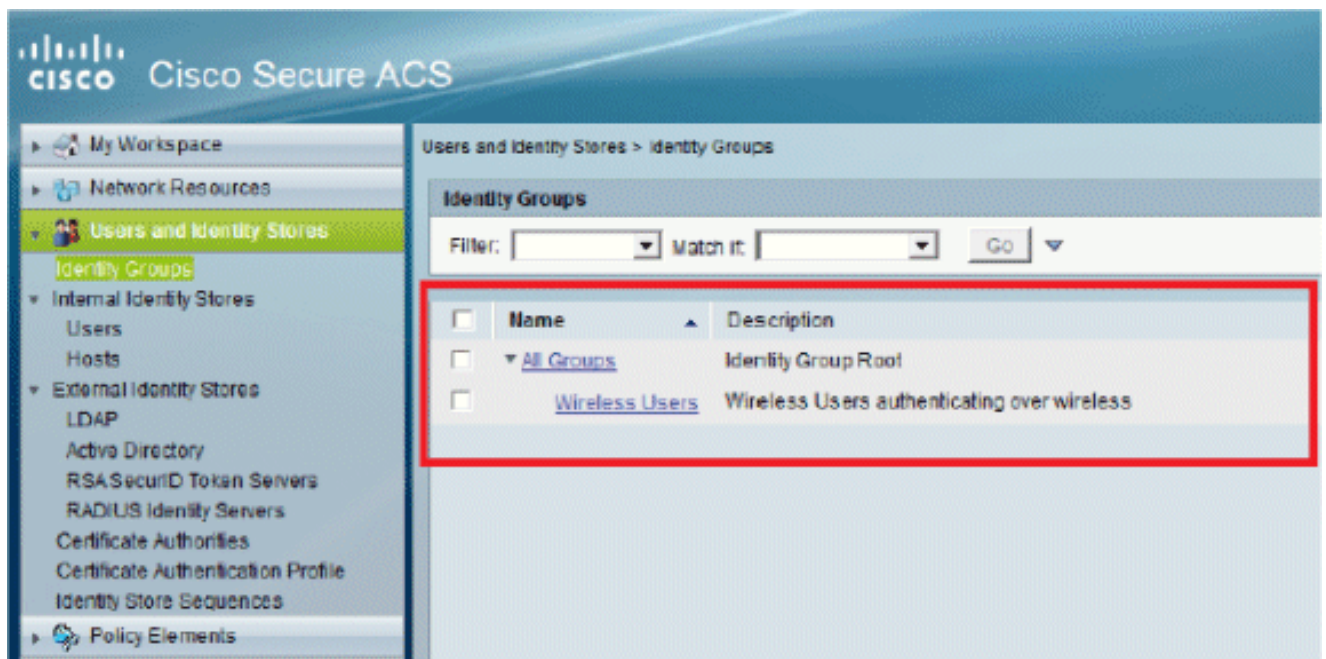 CISCO Cisco Secure ACS
My Workspace
Network Resources
Users and Identity Stores
Identity Groups
Internal Identity Stores
Users
Hosts
External Identity Stores
LDAP
Active Directory
RSA SecurID Token Servers
RADIUS Identity Servers
Certificate Authorities
Certificate Authentication Profile
Identity Store Sequences
Policy Elements
Users and Identity Stores > Identity Groups
Identity Groups
Filter: Match if: Go
Name Description
All Groups Identity Group Root
Wireless Users Wireless Users authenticating over wireless